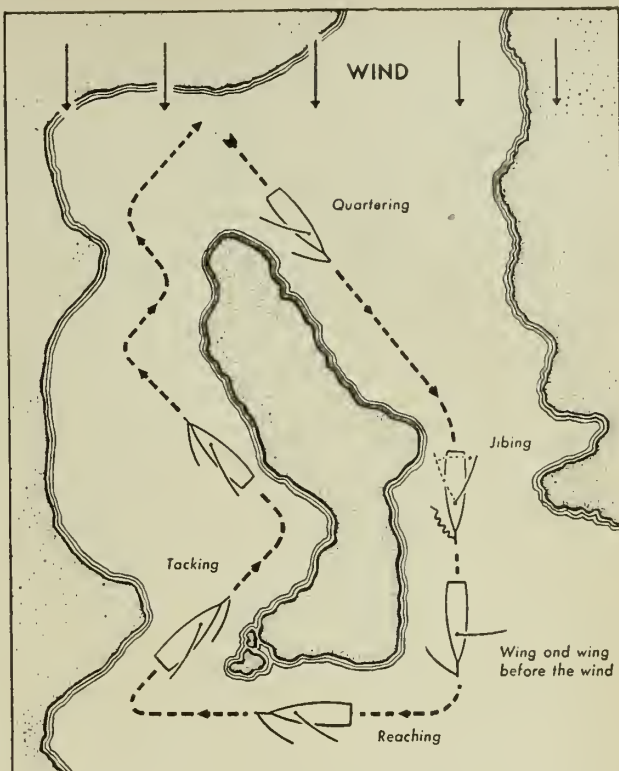 WIND
Quartering
Jibing
Tacking
Wing and wing
before the wind
Reaching